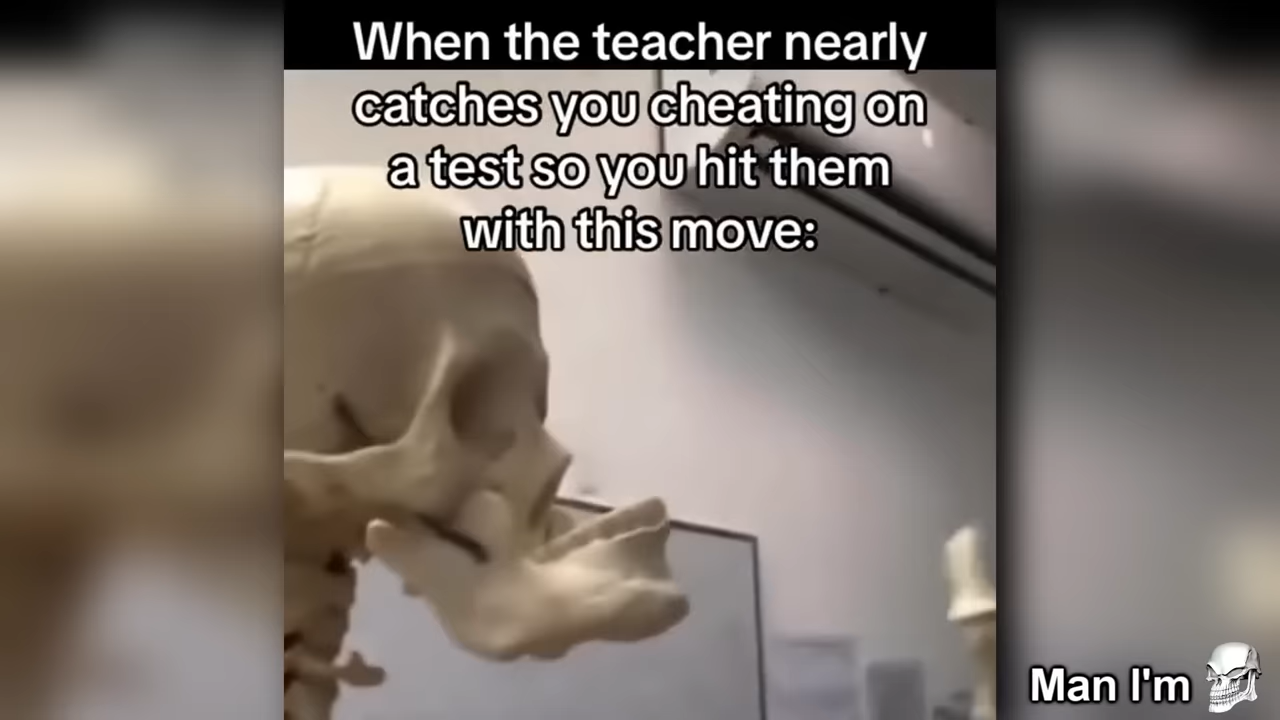 When the teacher nearly
catches you cheating on
a test so you hit them
with this move:
Man I'm